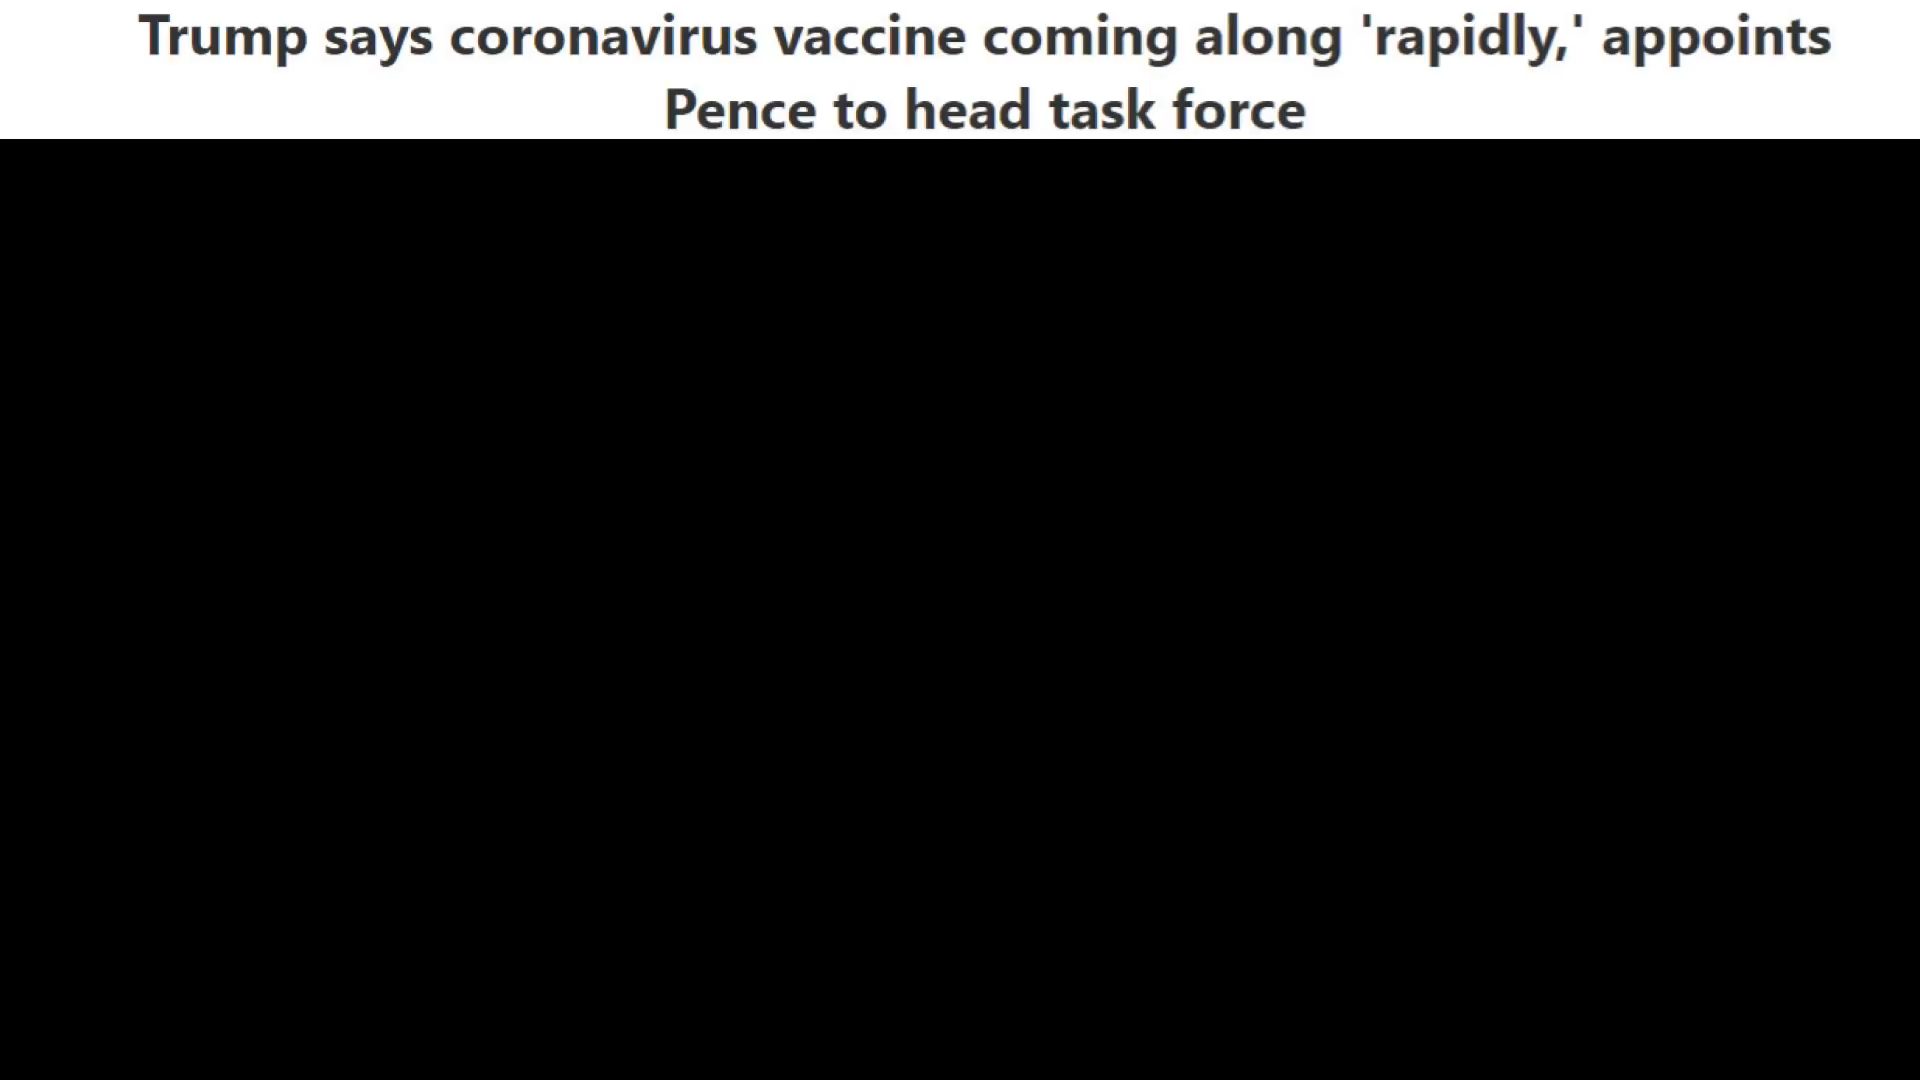 Trump says coronavirus vaccine coming along 'rapidly,' appoints
Pence to head task force